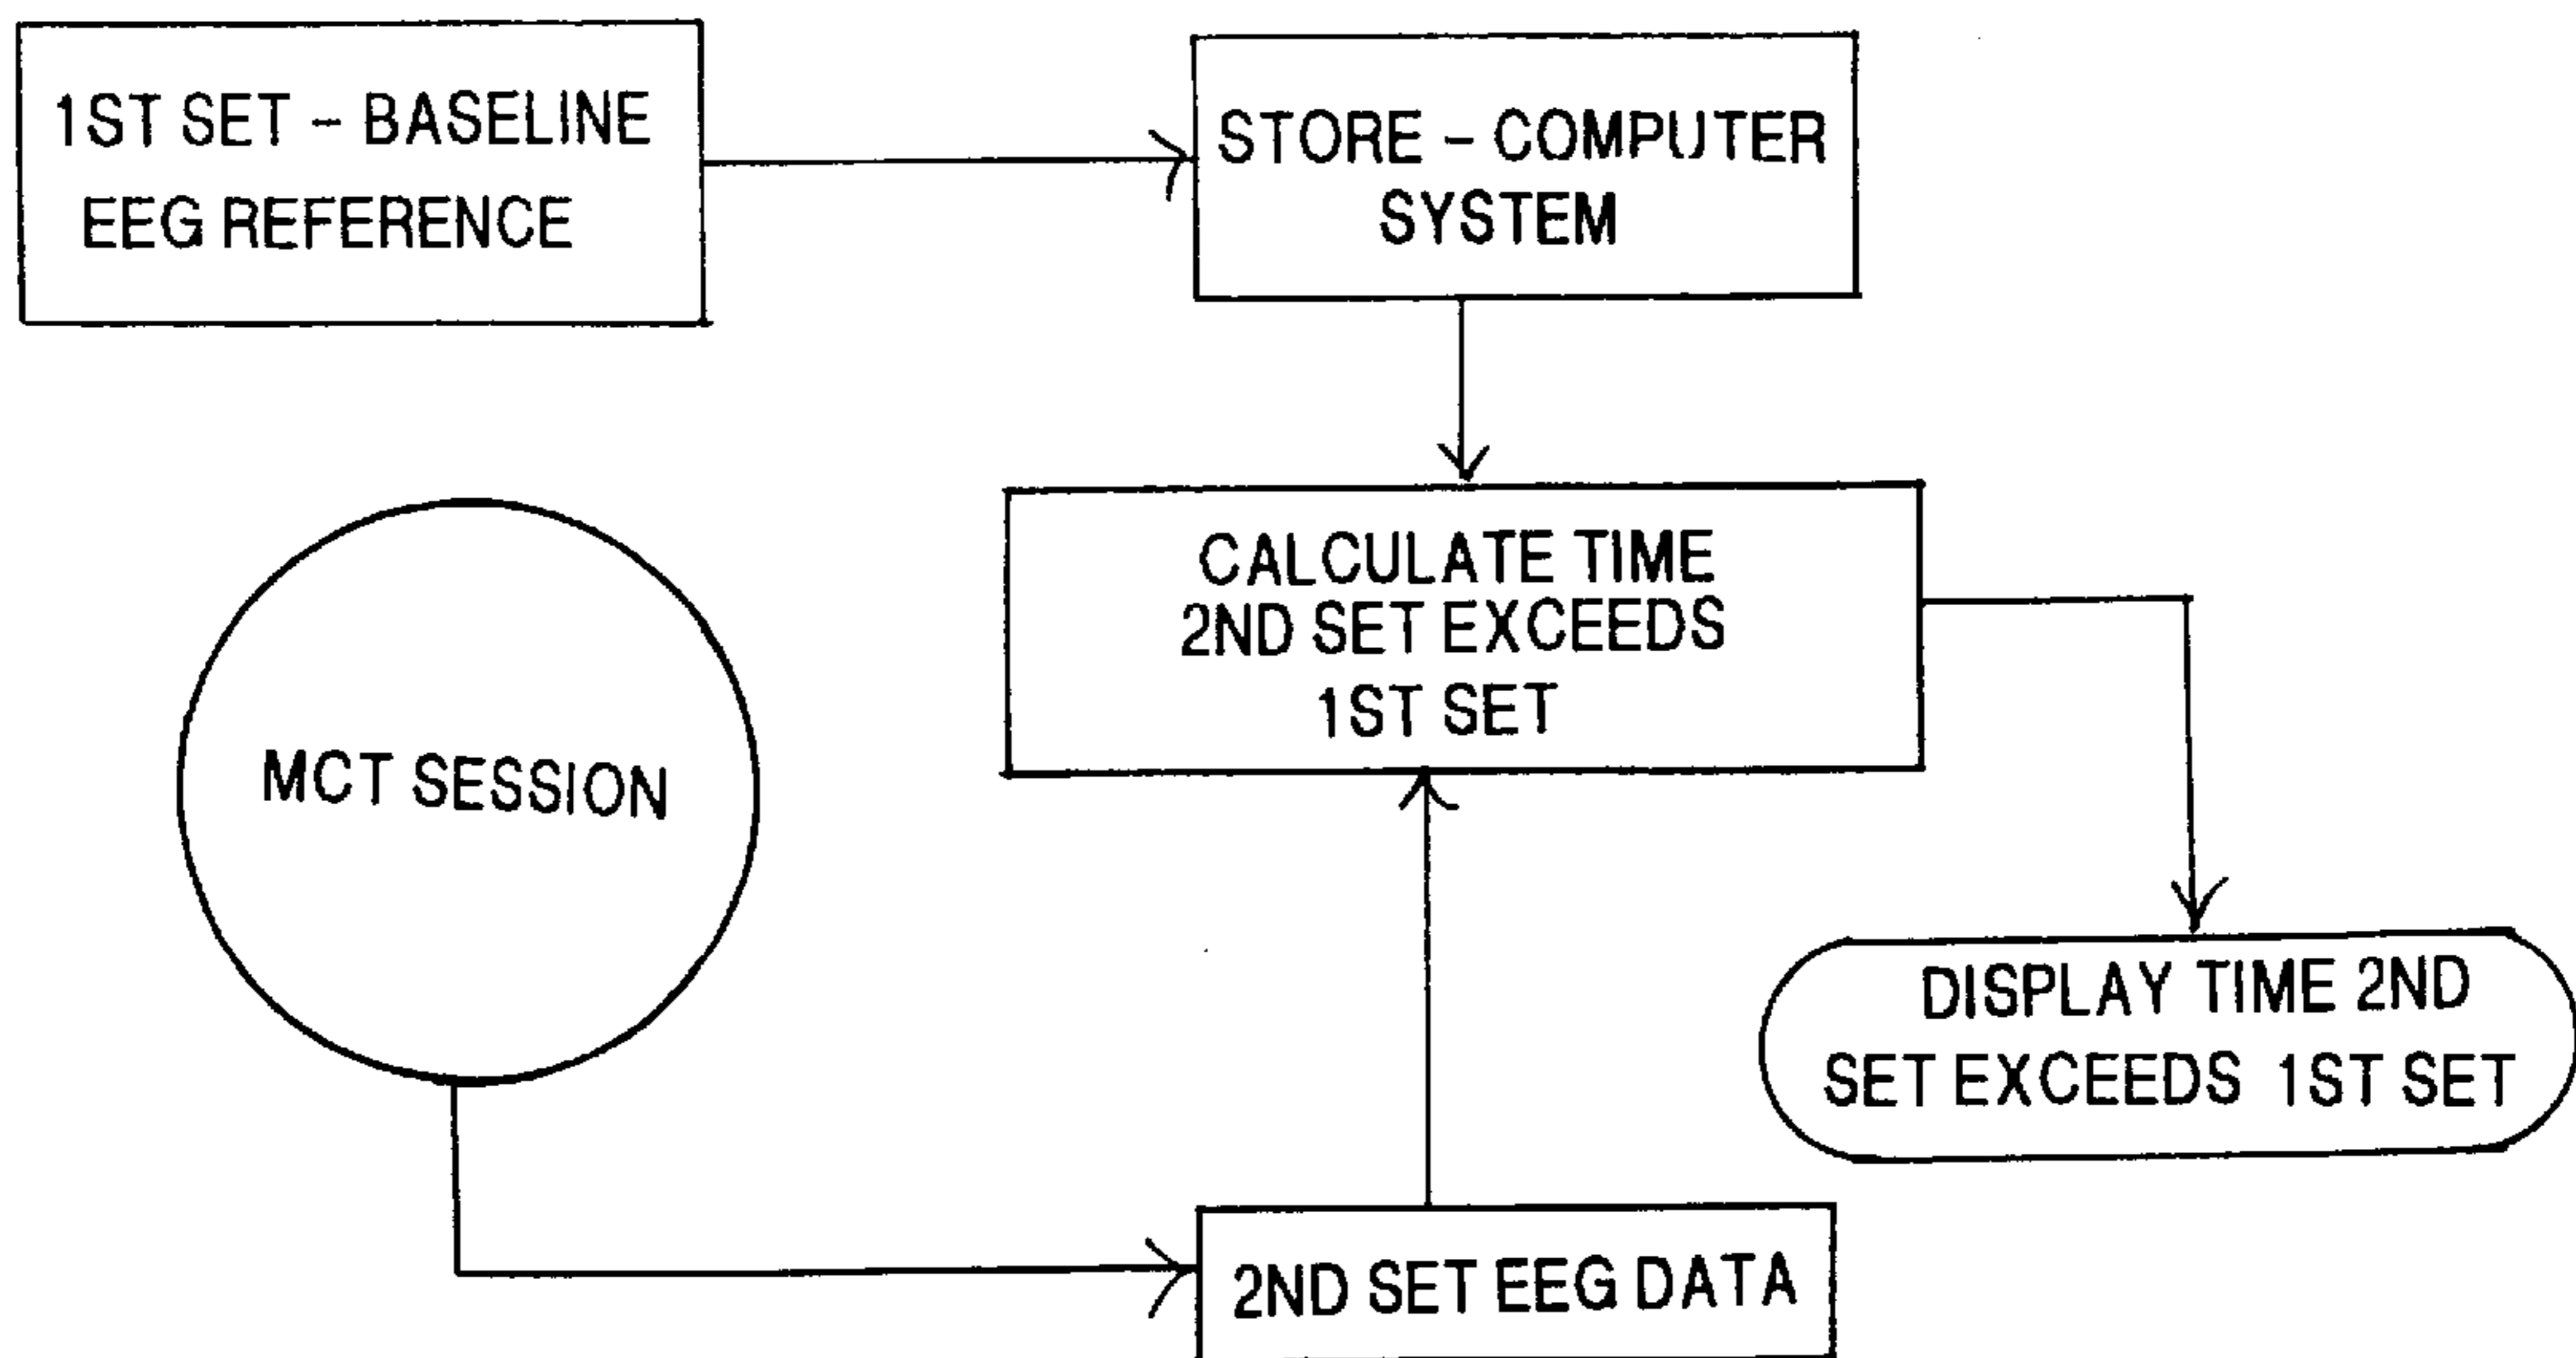 1ST SET – BASELINE
EEG REFERENCE
STORE – COMPUTER
SYSTEM
CALCULATE TIME
2ND SET EXCEEDS
1ST SET
MCT SESSION
DISPLAY TIME 2ND
SET EXCEEDS 1ST SET
2ND SET EEG DATA